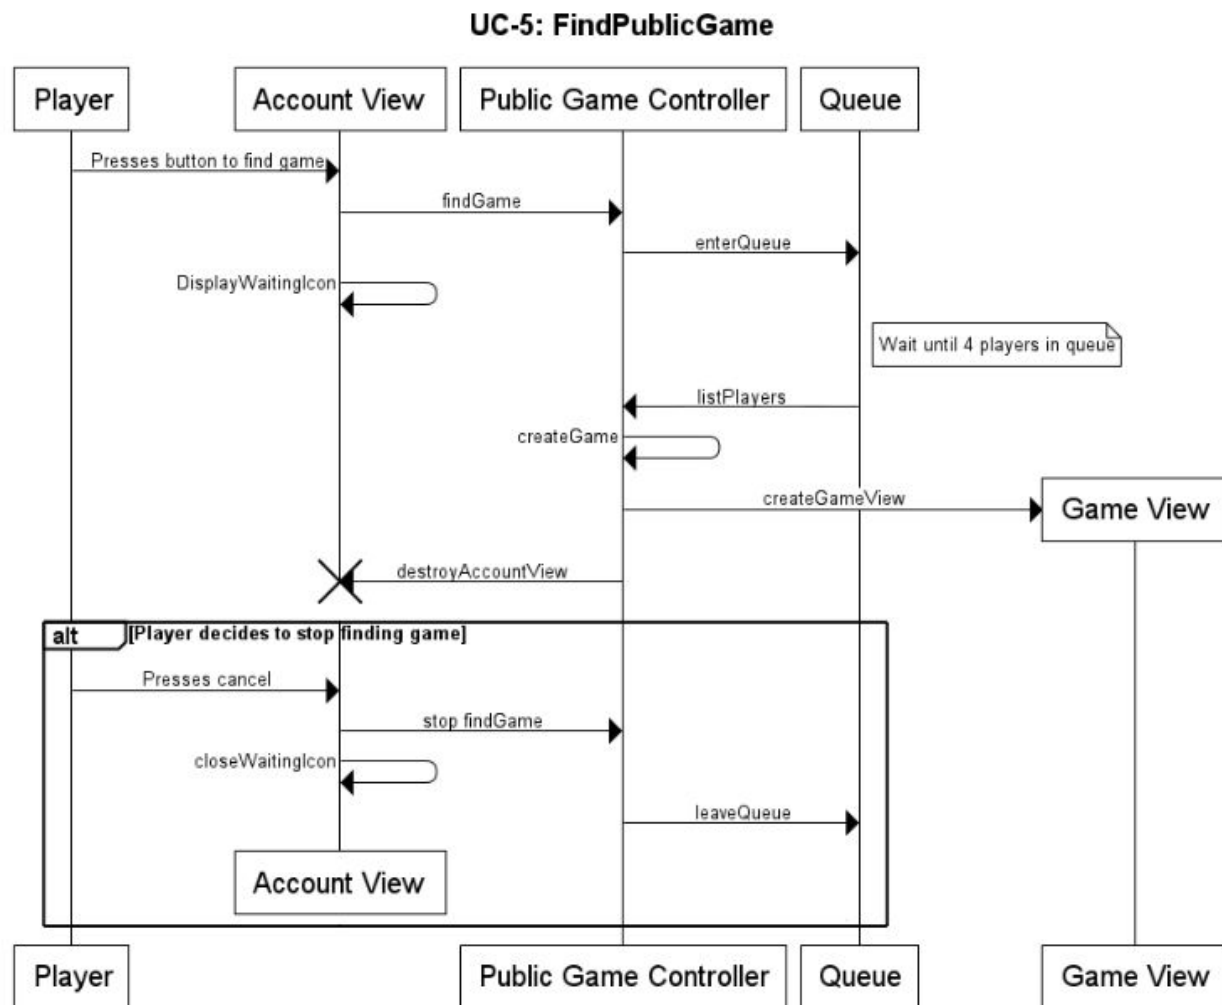 UC-5: FindPublicGame
Player
Account View
Public Game Controller
Queue
Presses button to find game
findGame
enterQueue
DisplayWaitingIcon
Wait until 4 players in queue
listPlayers
createGame
createGameView
Game View
destroyAccountView
alt
[Player decides to stop finding game]
Presses cancel
stop findGame
closeWaitingIcon
leaveQueue
Account View
Player
Public Game Controller
Queue
Game View